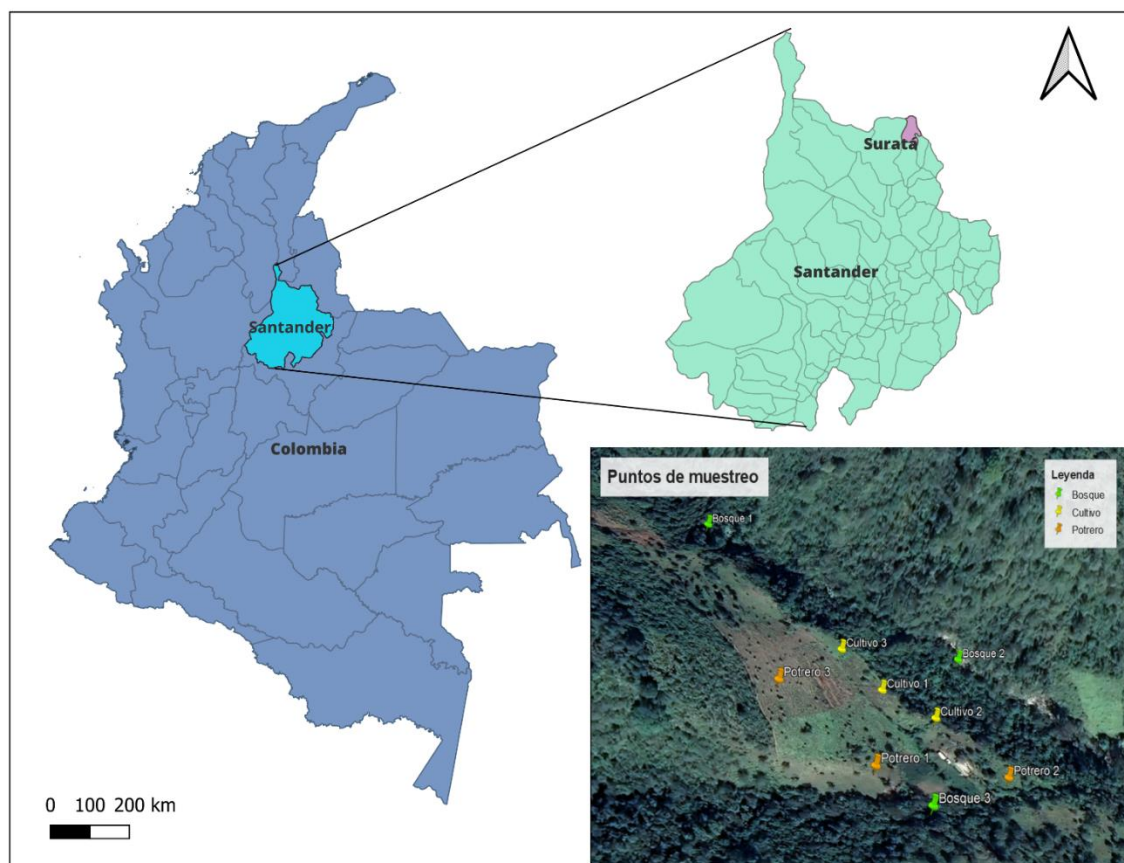 Suratá
Santander
Santander
Colombia
Puntos de muestreo
Leyenda
Bosque
Cultivo
Potrero
Bosque 1
Cultivo 3
Bosque 2
Potrero 3
Cultivo 1
Cultivo 2
Potrero 1
Potrero 2
Bosque 3
0 100 200 km